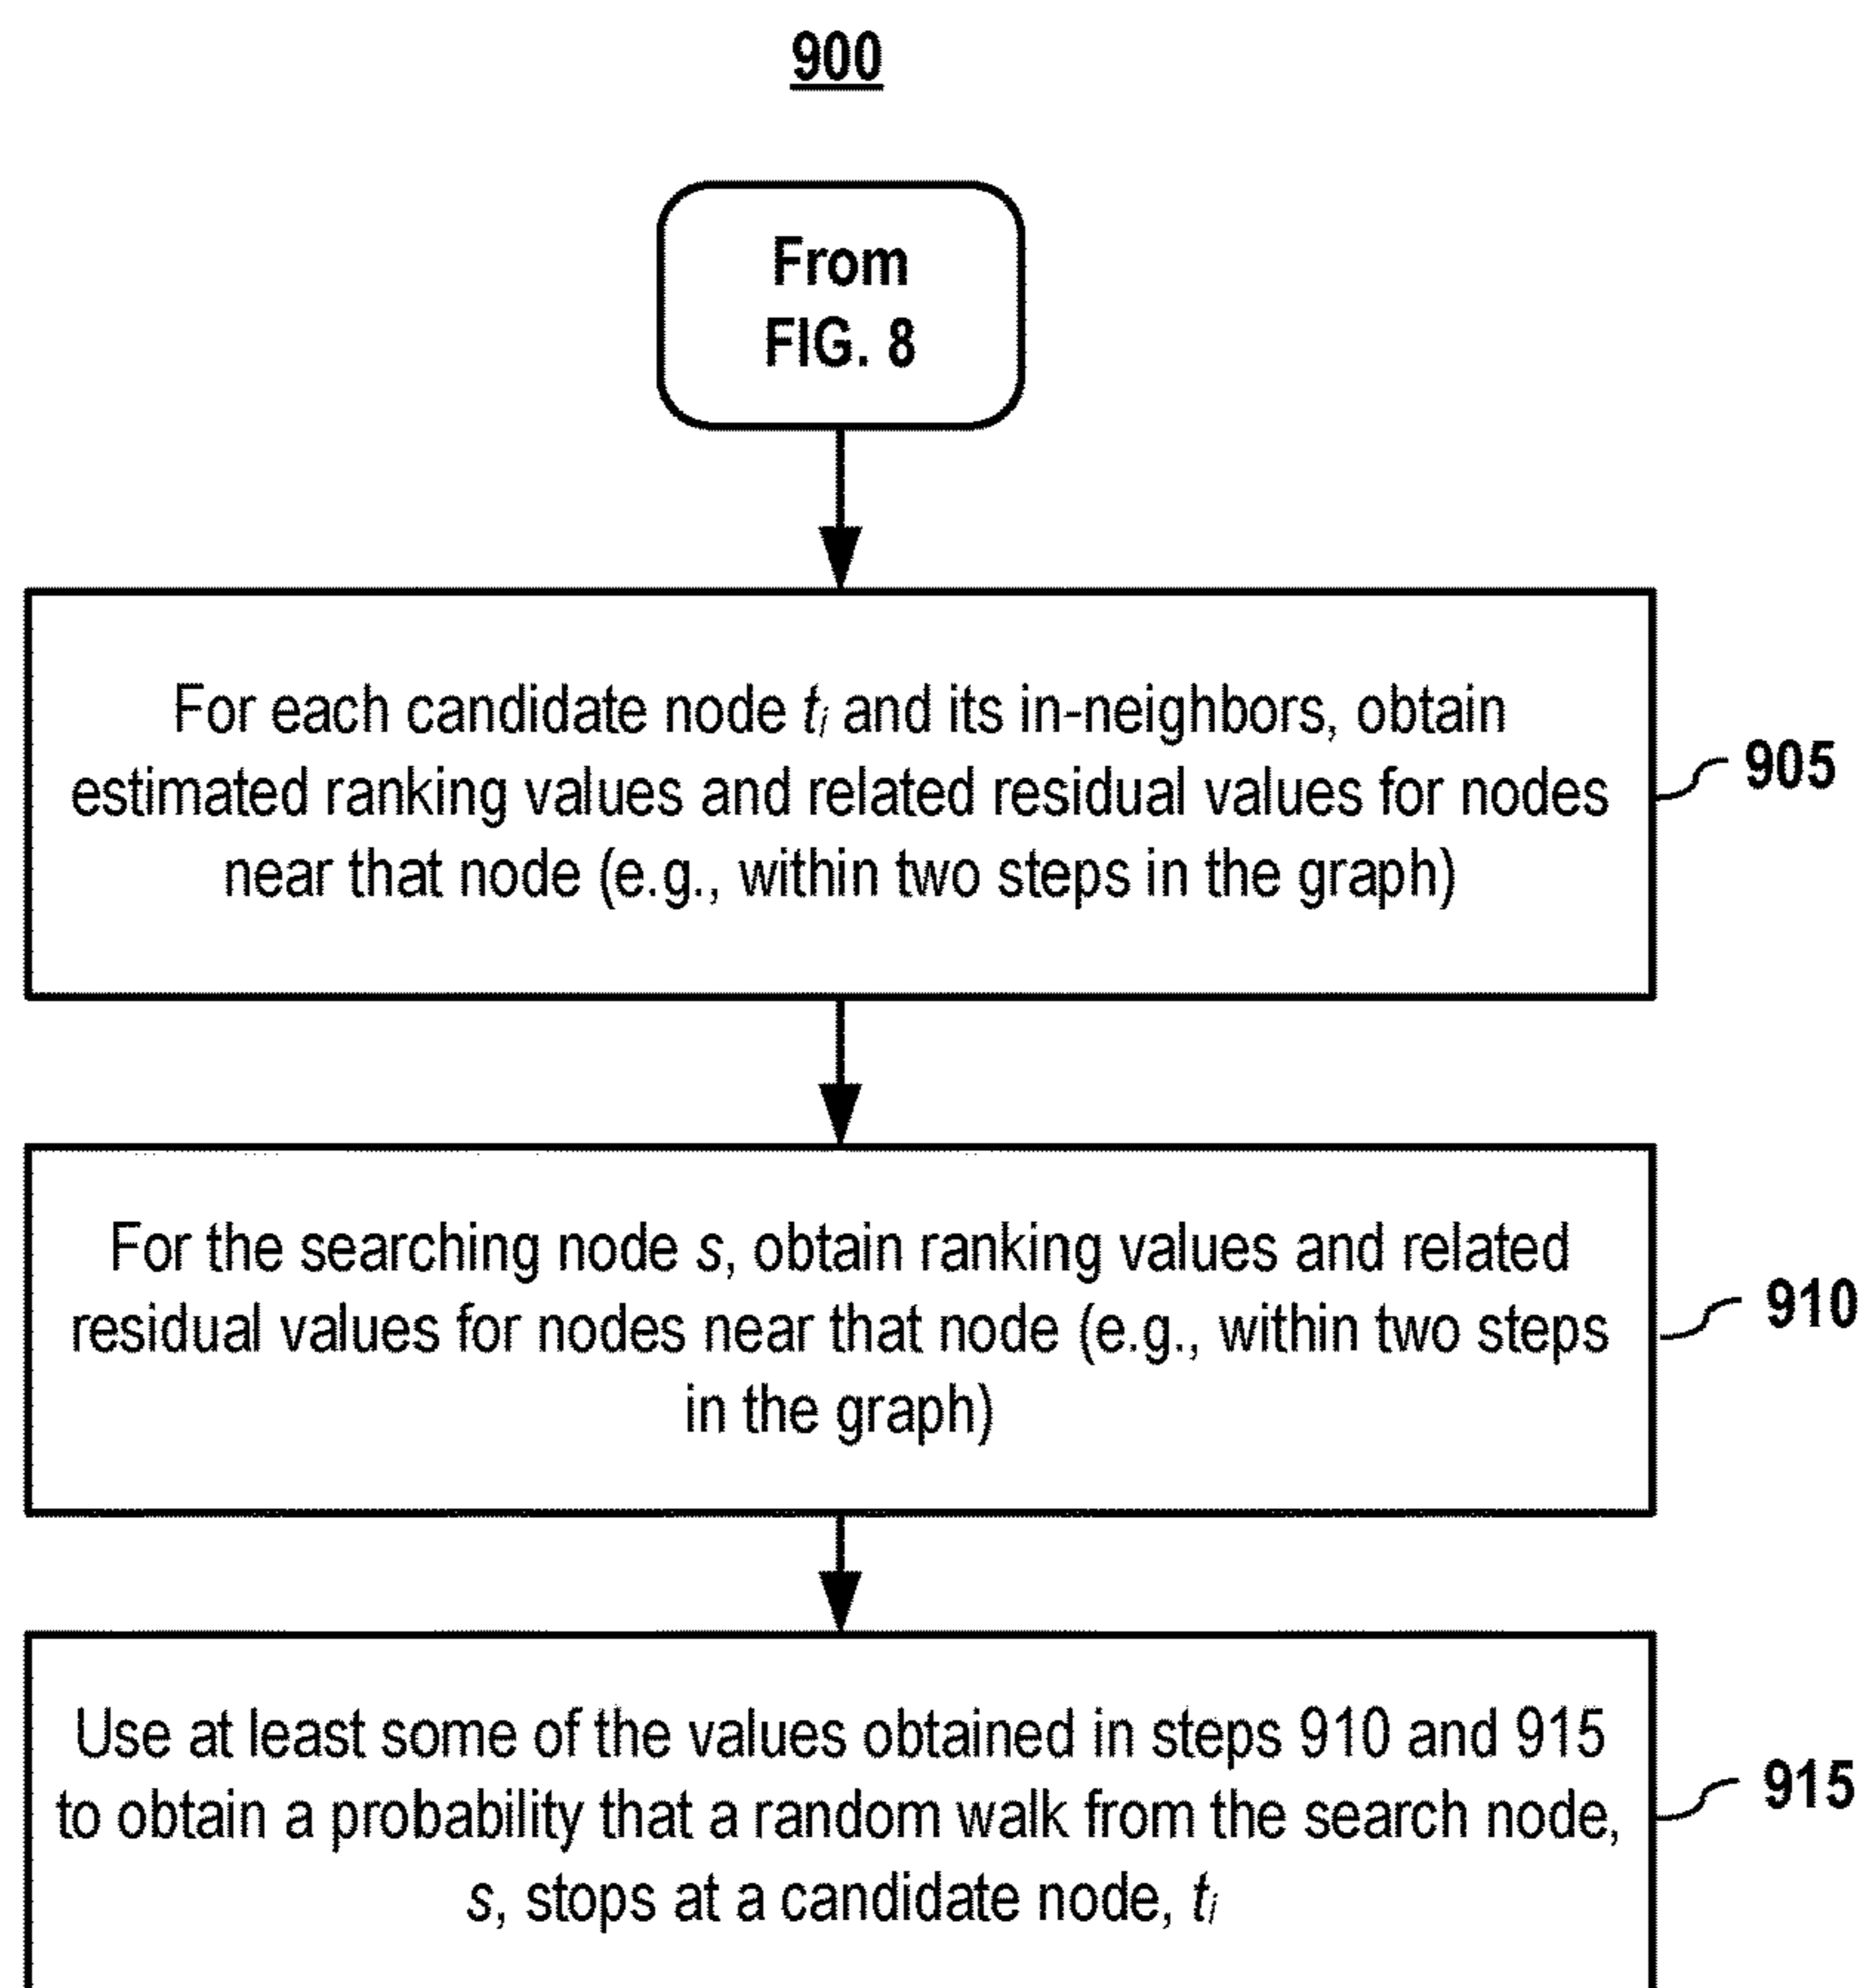 900
From
FIG. 8
For each candidate node ti and its in-neighbors, obtain
estimated ranking values and related residual values for nodes
near that node (e.g., within two steps in the graph)
905
For the searching node s, obtain ranking values and related
residual values for nodes near that node (e.g., within two steps
in the graph)
910
Use at least some of the values obtained in steps 910 and 915
to obtain a probability that a random walk from the search node,
s, stops at a candidate node, ti
915